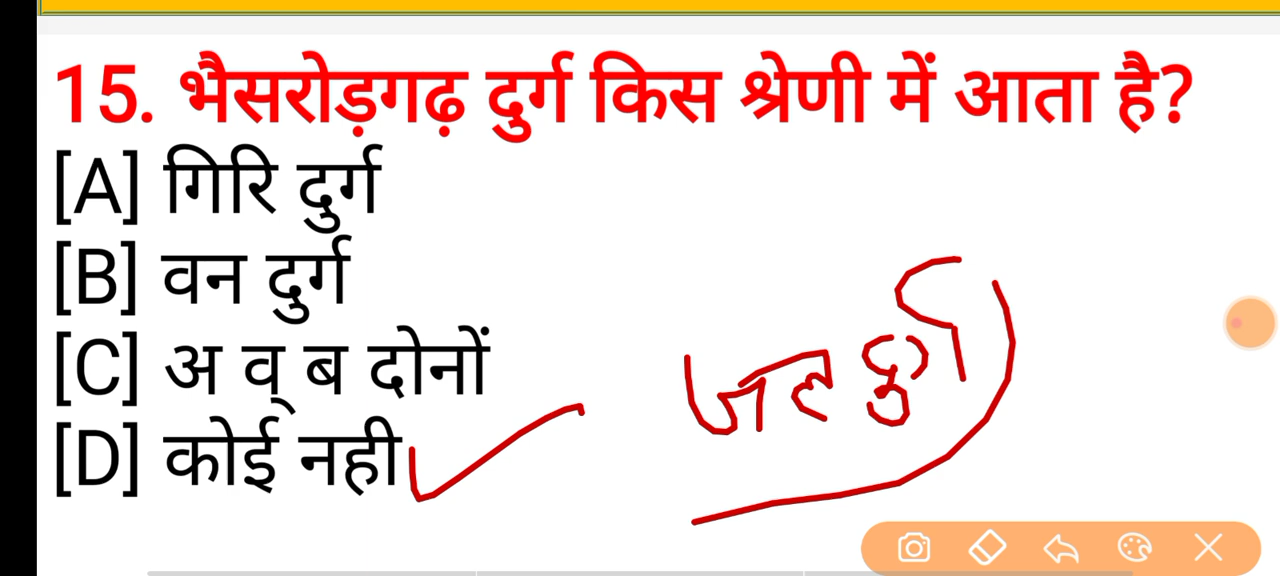 15. भैसरोड़गढ़ दुर्ग किस श्रेणी में आता है?
[A] गिरि दुर्ग
[B] वन दुर्ग
[C] अ व् ब दोनों
[D] कोई नही
जल दुर्ग